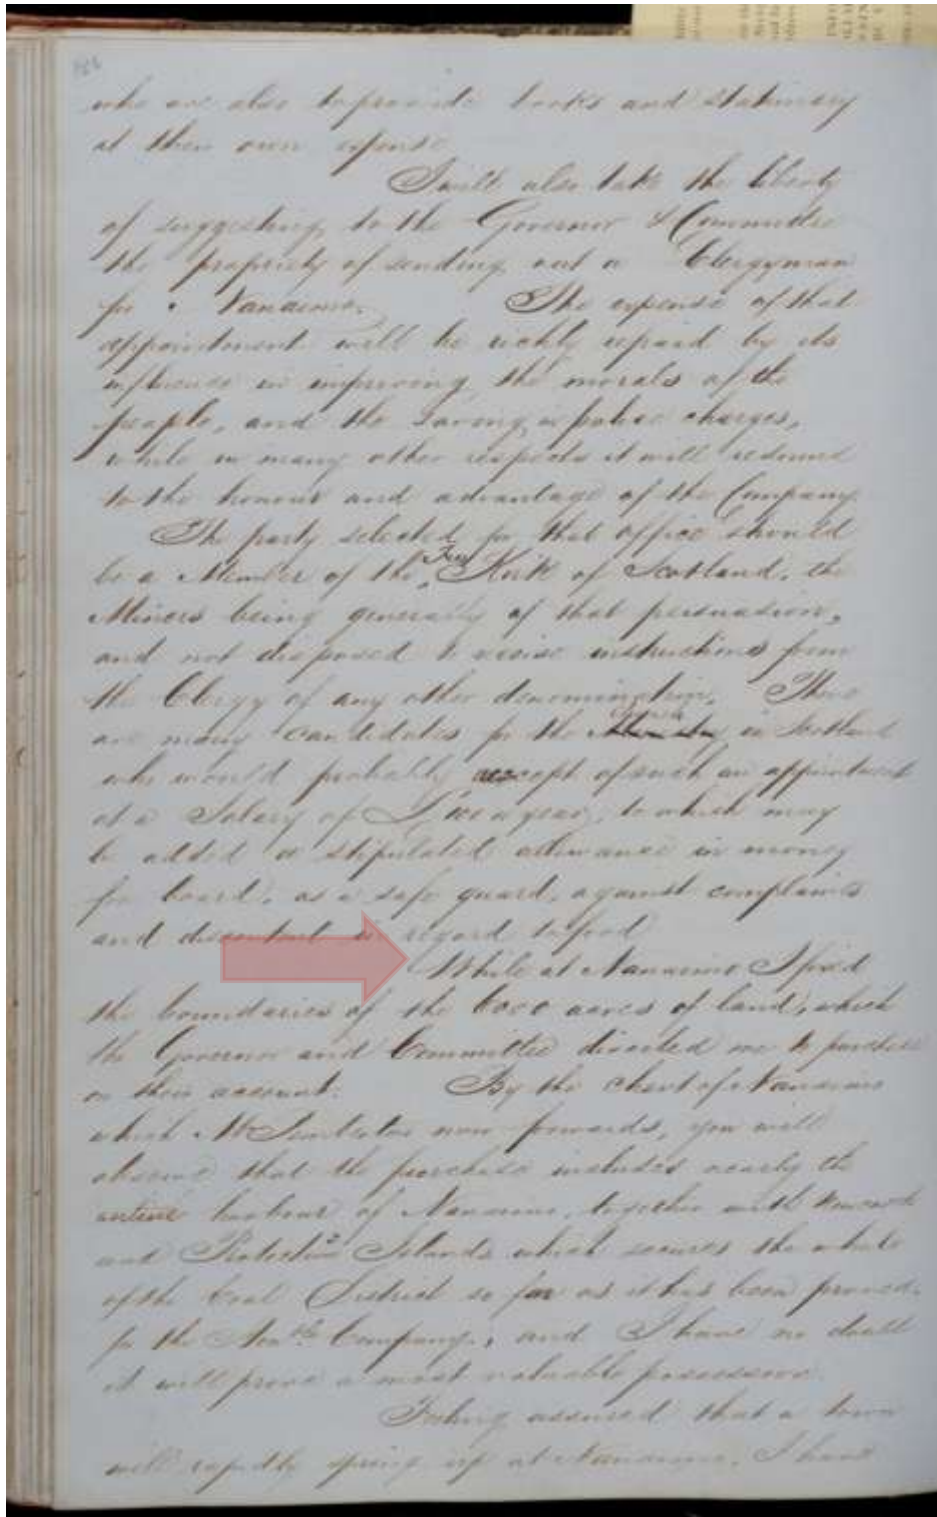 who are also to provide books and stationery
at their own expense
I will also take the liberty
of suggesting to the Governor & Committee
the propriety of sending out a Clergyman
for Nanaimo. The expense of that
appointment will be richly repaid by its
influence in improving the morals of the
people, and the saving in police charges,
while in many other respects it will redound
to the honour and advantage of the Company
The party selected for that office should
be a Member of the Free Kirk of Scotland, the
Miners being generally of that persuasion,
and not disposed to receive instructions from
the Clergy of any other denomination. There
are many candidates for the in Scotland
who would probably accept of such an appointment
at a Salary of a year, to which may
be added a stipulated allowance in money
for board, as a safe guard, against complaints
and discontent in regard to food
While at Nanaimo I fixed
the boundaries of the 6000 acres of land, which
the Governor and Committee directed me to purchase
on their account. By the chart of Nanaimo
which Mr Pemberton now forwards, you will
observe that the purchase includes nearly the
entire harbour of Nanaimo, together with Newcastle
and Protection Islands which secures the whole
of the Coal District so far as it has been proved,
for the Company, and I have no doubt
it will prove a most valuable possession
Feeling assured that a town
will rapidly spring up at Nanaimo, I have